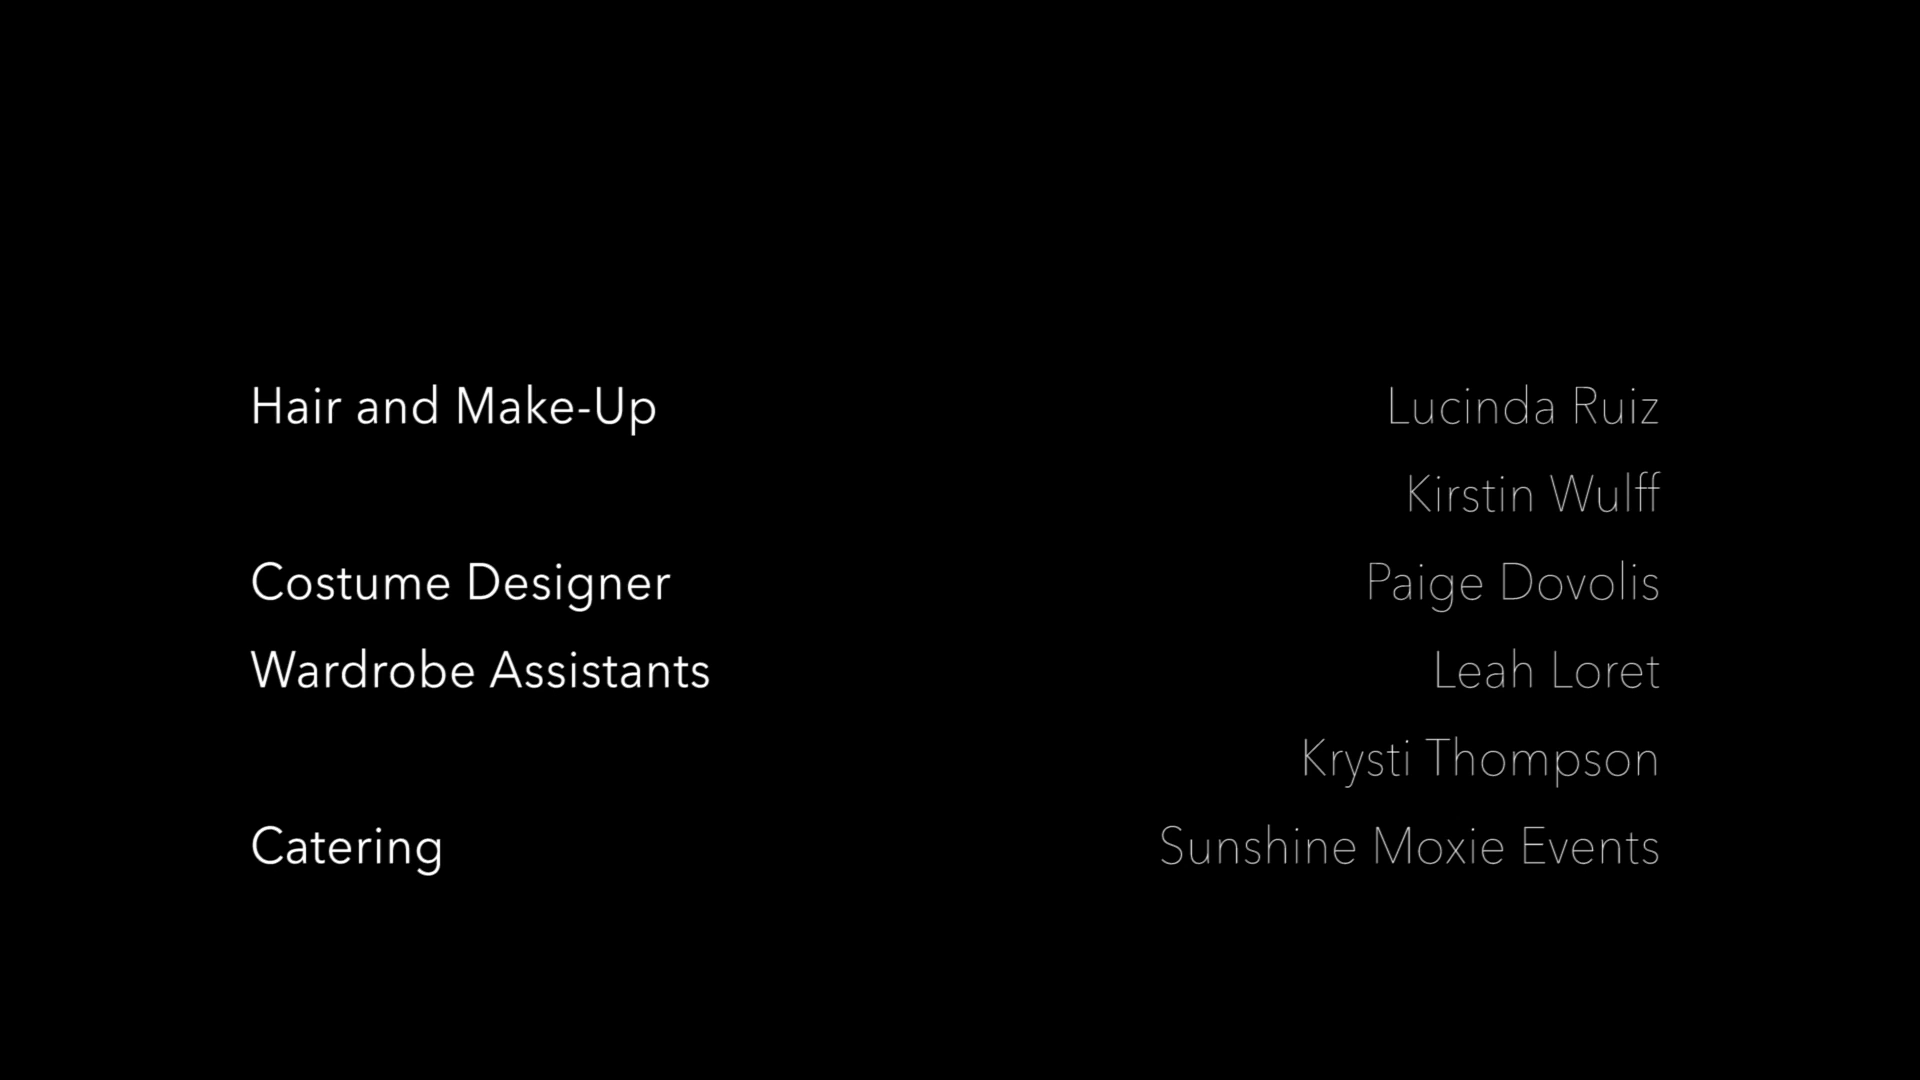 Hair and Make-Up Lucinda Ruiz
Kirstin Wulff
Costume Designer Paige Dovolis
Wardrobe Assistants Leah Loret
Krysti Thompson
Catering Sunshine Moxie Events